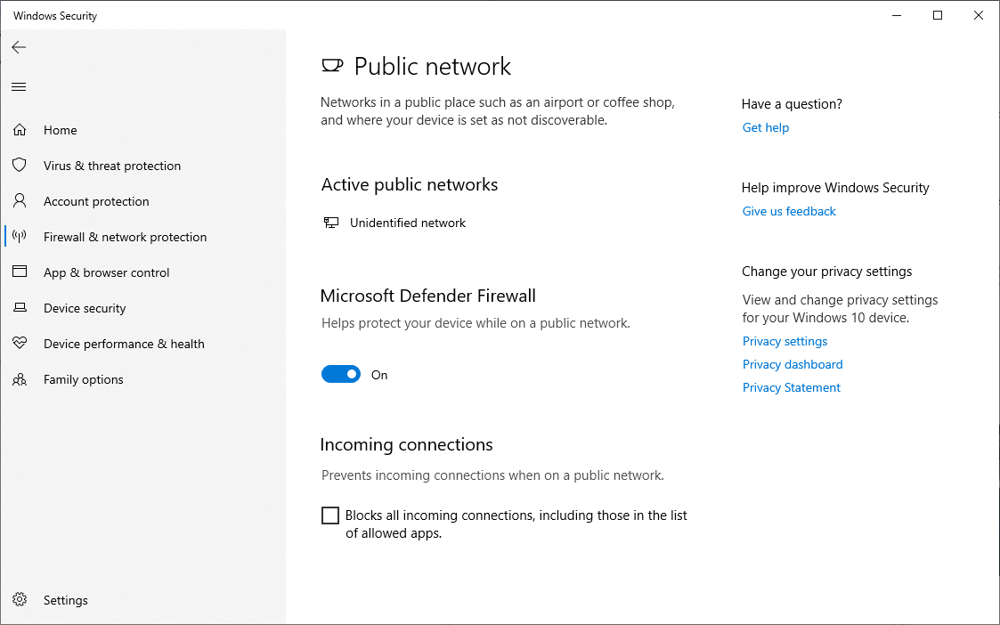 Windows Security
Home
Virus & threat protection
Account protection
Firewall & network protection
App & browser control
Device security
Device performance & health
Family options
Settings
Public network
Networks in a public place such as an airport or coffee shop,
and where your device is set as not discoverable.
Active public networks
Unidentified network
Microsoft Defender Firewall
Helps protect your device while on a public network.
On
Incoming connections
Prevents incoming connections when on a public network.
Blocks all incoming connections, including those in the list
of allowed apps.
Have a question?
Get help
Help improve Windows Security
Give us feedback
Change your privacy settings
View and change privacy settings
for your Windows 10 device.
Privacy settings
Privacy dashboard
Privacy Statement